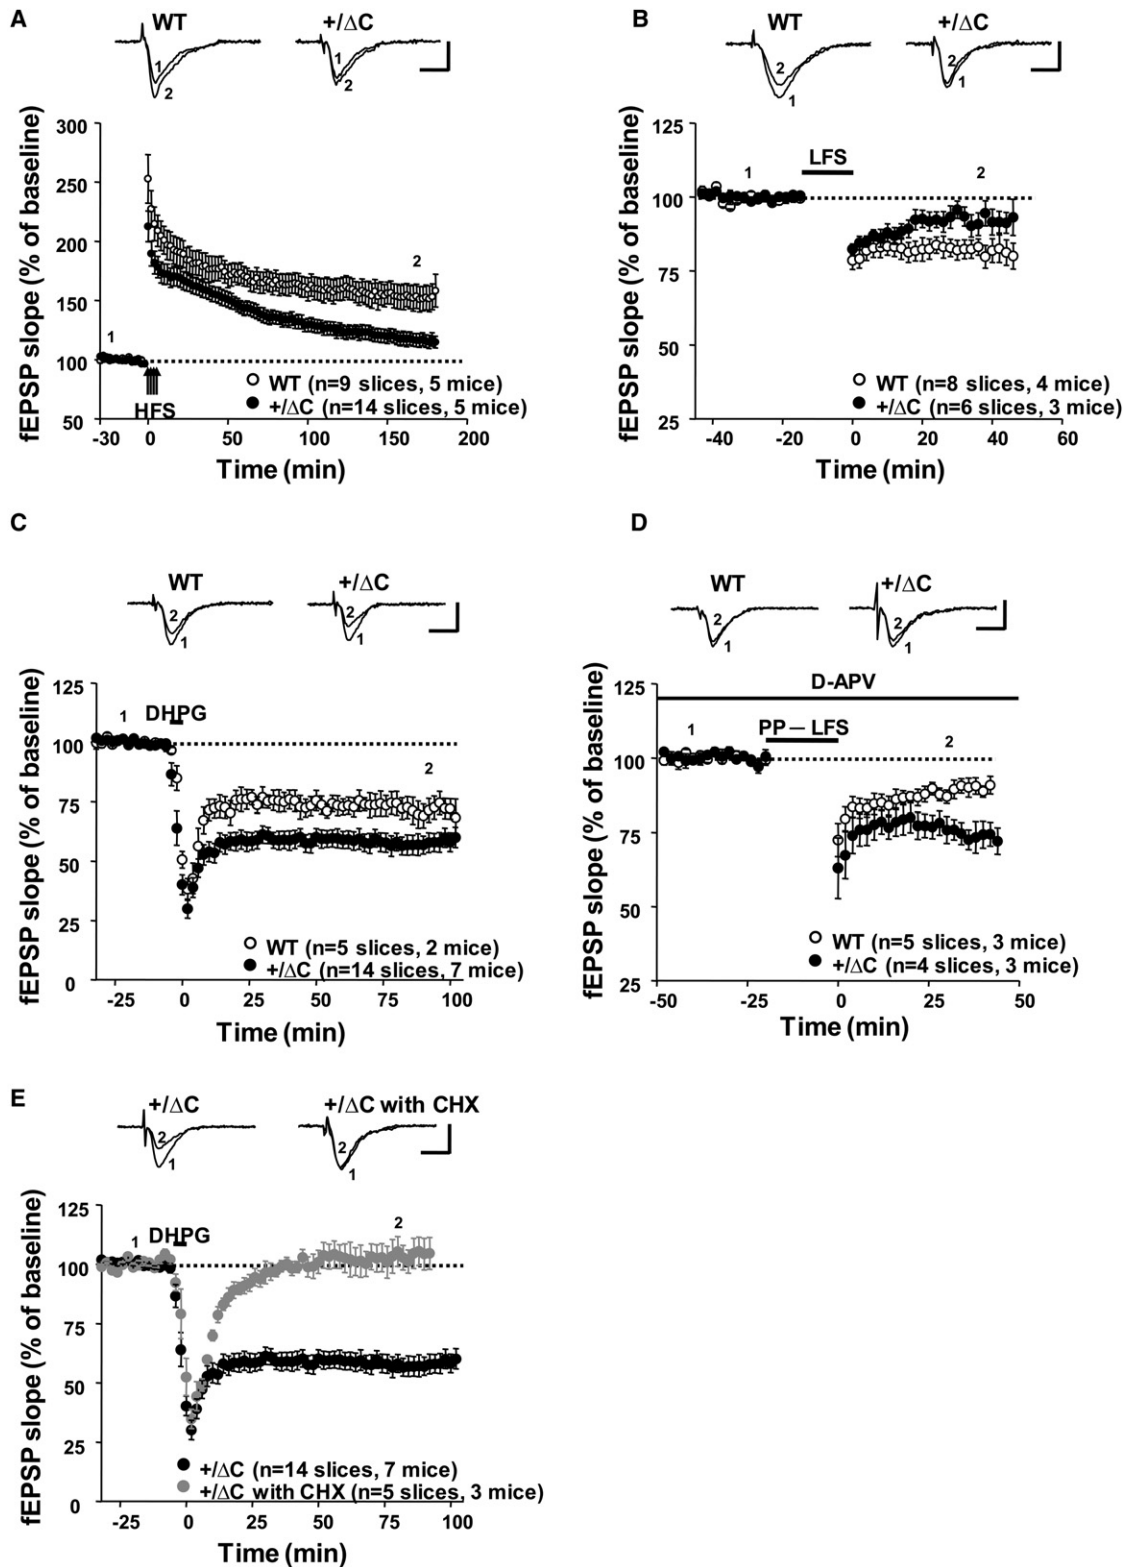 A
WT
+/ΔC
1
2
1
2
fEPSP slope (% of baseline)
300
250
200
150
100
50
1
2
HFS
WT (n=9 slices, 5 mice)
+/ΔC (n=14 slices, 5 mice)
-30
0
50
100
150
200
Time (min)
B
WT
+/ΔC
2
1
2
1
fEPSP slope (% of baseline)
125
100
75
50
25
1
LFS
2
WT (n=8 slices, 4 mice)
+/ΔC (n=6 slices, 3 mice)
-40
-20
0
20
40
60
Time (min)
C
WT
+/ΔC
2
1
2
1
fEPSP slope (% of baseline)
125
100
75
50
25
0
1
DHPG
2
WT (n=5 slices, 2 mice)
+/ΔC (n=14 slices, 7 mice)
-25
0
25
50
75
100
Time (min)
D
WT
+/ΔC
2
1
2
1
fEPSP slope (% of baseline)
125
100
75
50
25
D-APV
1
PP – LFS
2
WT (n=5 slices, 3 mice)
+/ΔC (n=4 slices, 3 mice)
-50
-25
0
25
50
Time (min)
E
+/ΔC
+/ΔC with CHX
2
1
2
1
fEPSP slope (% of baseline)
125
100
75
50
25
0
1
DHPG
2
+/ΔC (n=14 slices, 7 mice)
+/ΔC with CHX (n=5 slices, 3 mice)
-25
0
25
50
75
100
Time (min)